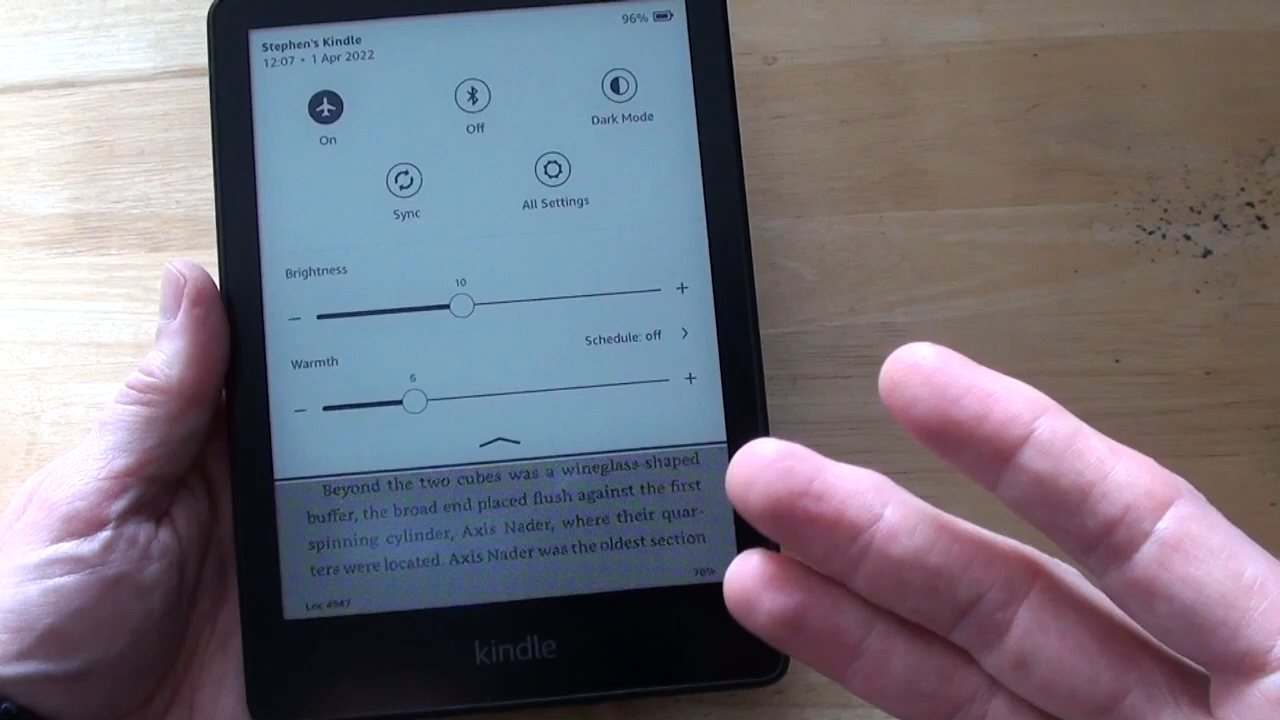 96%
Stephen's Kindle
12:07 • 1 Apr 2022
On
Off
Dark Mode
Sync
All Settings
Brightness
10
− +
Schedule: off >
Warmth
6
− +
Beyond the two cubes was a wineglass-shaped
buffer, the broad end placed flush against the first
spinning cylinder, Axis Nader, where their quar-
ters were located. Axis Nader was the oldest section
Loc 4947
70%
kindle